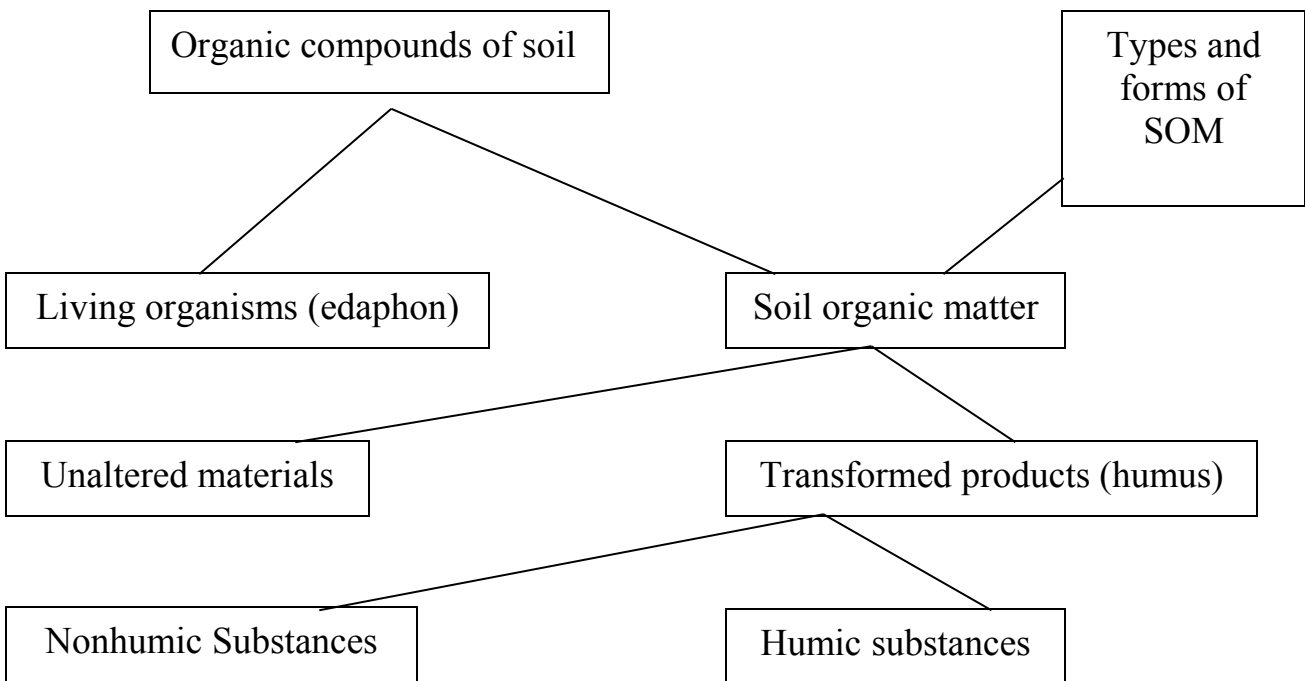 Organic compounds of soil
Types and
forms of
SOM
Living organisms (edaphon)
Soil organic matter
Unaltered materials
Transformed products (humus)
Nonhumic Substances
Humic substances